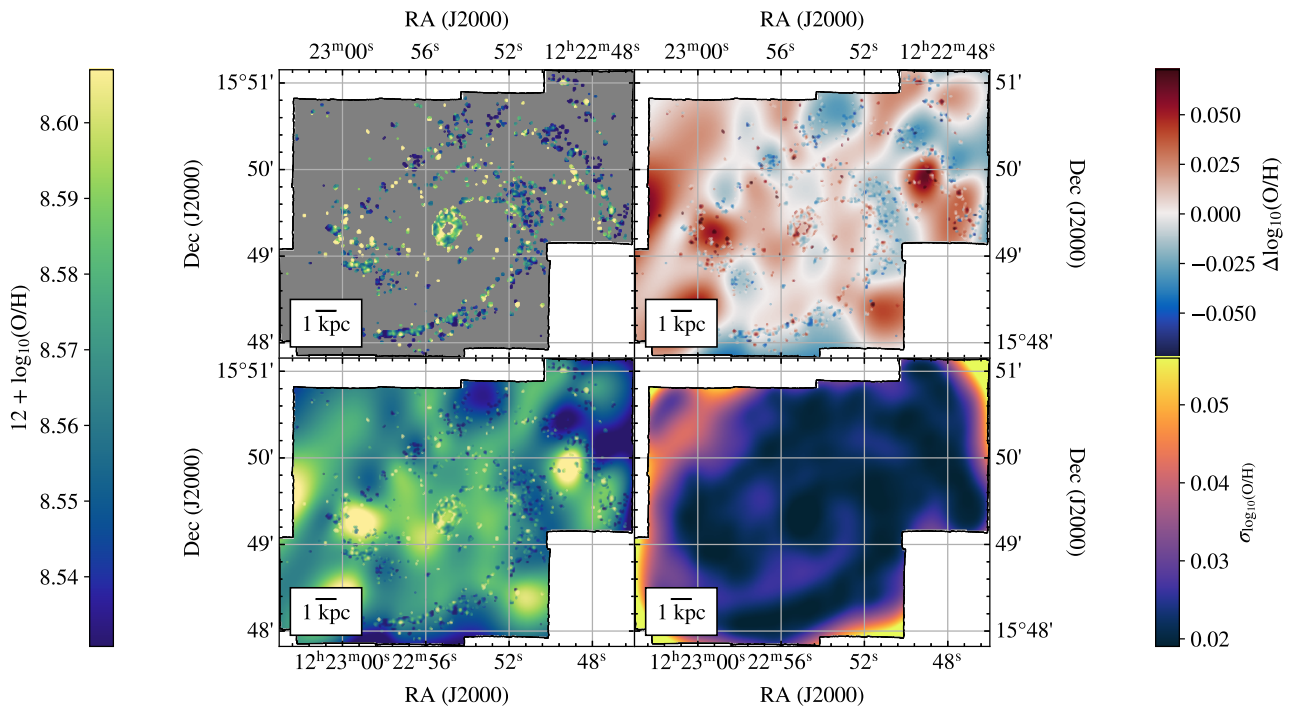 RA (J2000) RA (J2000)
23ᵐ00ˢ 56ˢ 52ˢ 12ʰ22ᵐ48ˢ 23ᵐ00ˢ 56ˢ 52ˢ 12ʰ22ᵐ48ˢ
15°51' 51'
8.60 0.050
50' 50'
8.59 0.025
Dec (J2000) Dec (J2000)
0.000 Δlog₁₀(O/H)
49' 49'
8.58 −0.025
1 kpc 1 kpc
−0.050
48' 15°48'
12 + log₁₀(O/H)
8.57
15°51' 51'
0.05
8.56
50' 50'
Dec (J2000) Dec (J2000)
0.04 σlog₁₀(O/H)
8.55
49' 49'
0.03
8.54
1 kpc 1 kpc
48' 15°48'
0.02
12ʰ23ᵐ00ˢ 22ᵐ56ˢ 52ˢ 48ˢ 12ʰ23ᵐ00ˢ 22ᵐ56ˢ 52ˢ 48ˢ
RA (J2000) RA (J2000)